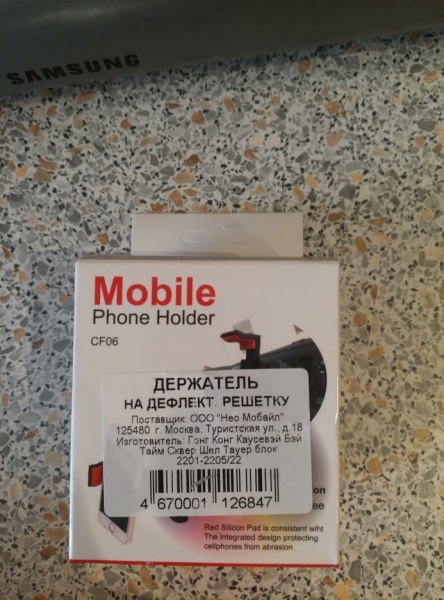 SAMSUNG
Mobile
Phone Holder
CF06
ДЕРЖАТЕЛЬ
НА ДЕФЛЕКТ. РЕШЕТКУ
Поставщик: ООО "Нео Мобайл"
125480 г. Москва, Туристская ул., д.18
Изготовитель: Гонг Конг Каусевэй Бэй
Тайм Сквер Шел Тауер блок
2201-2205/22
4 670001 126847
Red Silicon Pad is consistent wiht
The integrated design protecting
cellphones from abrasion